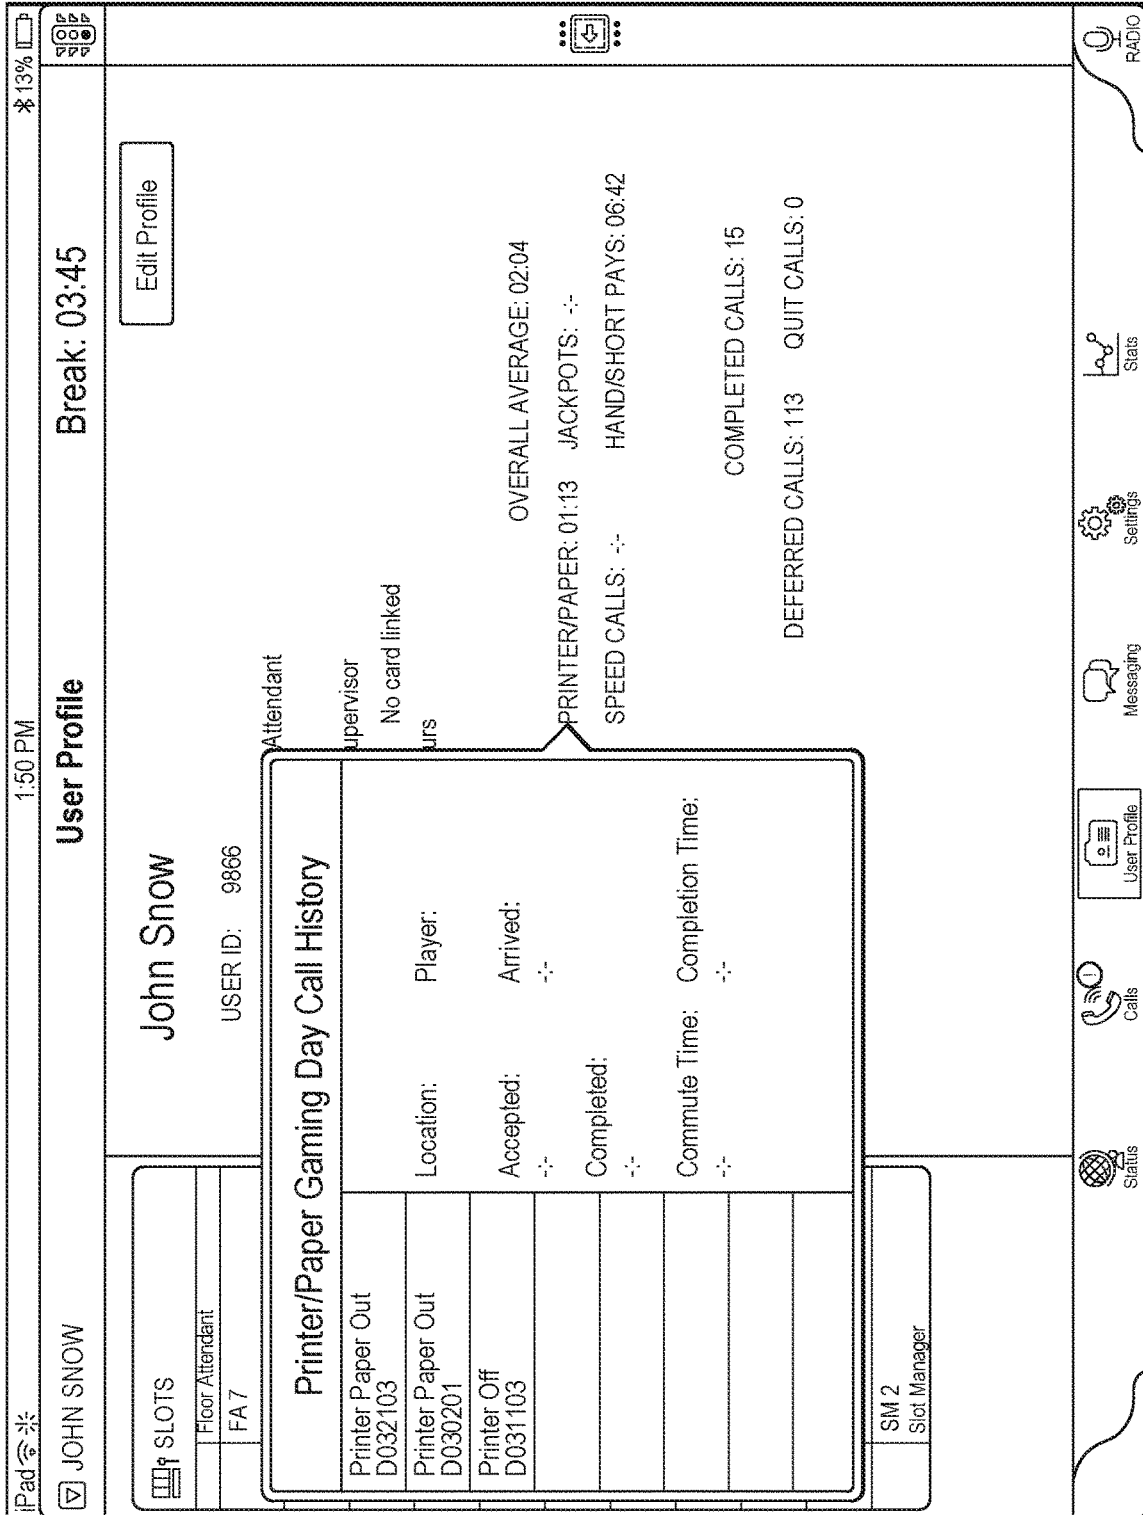 iPad
1:50 PM
13%
JOHN SNOW
User Profile
Break: 03:45
SLOTS
Floor Attendant
FA 7
SM 2
Slot Manager
John Snow
Edit Profile
USER ID: 9866
Attendant
upervisor
No card linked
urs
Printer/Paper Gaming Day Call History
Printer Paper Out
D032103
Printer Paper Out
D030201
Printer Off
D031103
Location: Player:
Accepted: Arrived:
-:- -:-
Completed:
-:-
Commute Time: Completion Time:
-:- -:-
OVERALL AVERAGE: 02:04
PRINTER/PAPER: 01:13 JACKPOTS: -:-
SPEED CALLS: -:- HAND/SHORT PAYS: 06:42
COMPLETED CALLS: 15
DEFERRED CALLS: 113 QUIT CALLS: 0
Status
Calls
User Profile
Messaging
Settings
Stats
RADIO